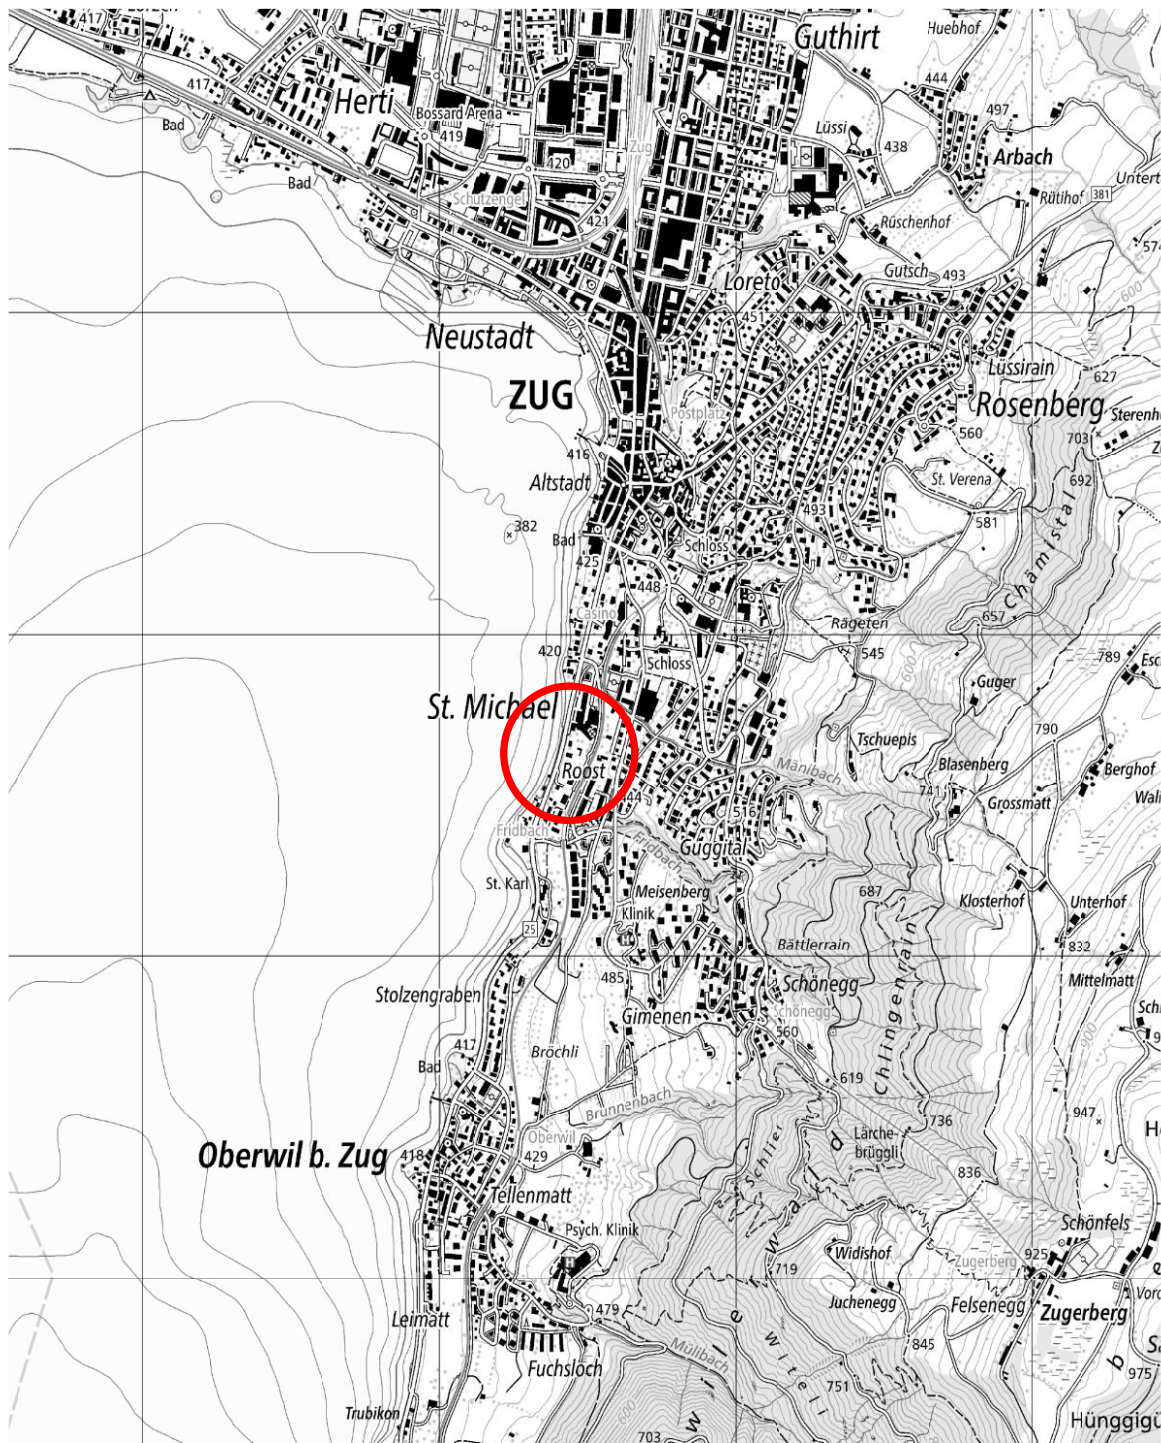 Guthirt
Huebhof
417
417
444
Herti
Bad
Bossard Arena
419
497
Lüssi
Zug
438
Arbach
420
Bad
Schutzengel
Rütihof
381
421
Rüschenhof
Gutsch
493
Loreto
600
451
Neustadt
Lüssirain
627
ZUG
Rosenberg
Postplatz
560
703
416
Altstadt
St. Verena
692
493
382
581
Bad
Schloss
425
Chämistal
448
Casino
657
Rägeten
420
Schloss
545
600
789
St. Michael
Guger
790
Tschuepis
Roost
Mänibach
Blasenberg
Berghof
741
Grossmatt
44
516
Fridbach
Fridbach
Guggital
St. Karl
Meisenberg
687
Klosterhof
Klinik
Unterhof
25
H
Bättlerrain
832
Mittelmatt
485
Schönegg
Stolzengraben
Gimenen
Schönegg
560
900
417
Bröchli
Bad
619
Chlingenrain
Brunnenbach
947
736
Oberwil
Lärche-
brüggli
Oberwil b. Zug
418
429
836
Tellenmatt
Schönfels
Psych. Klinik
Widishof
925
H
719
Zugerberg
Juchenegg
Felsenegg
Zugerberg
479
Leimatt
845
Müllbach
Witeli
Fuchsloch
975
751
600
Trubikon
703